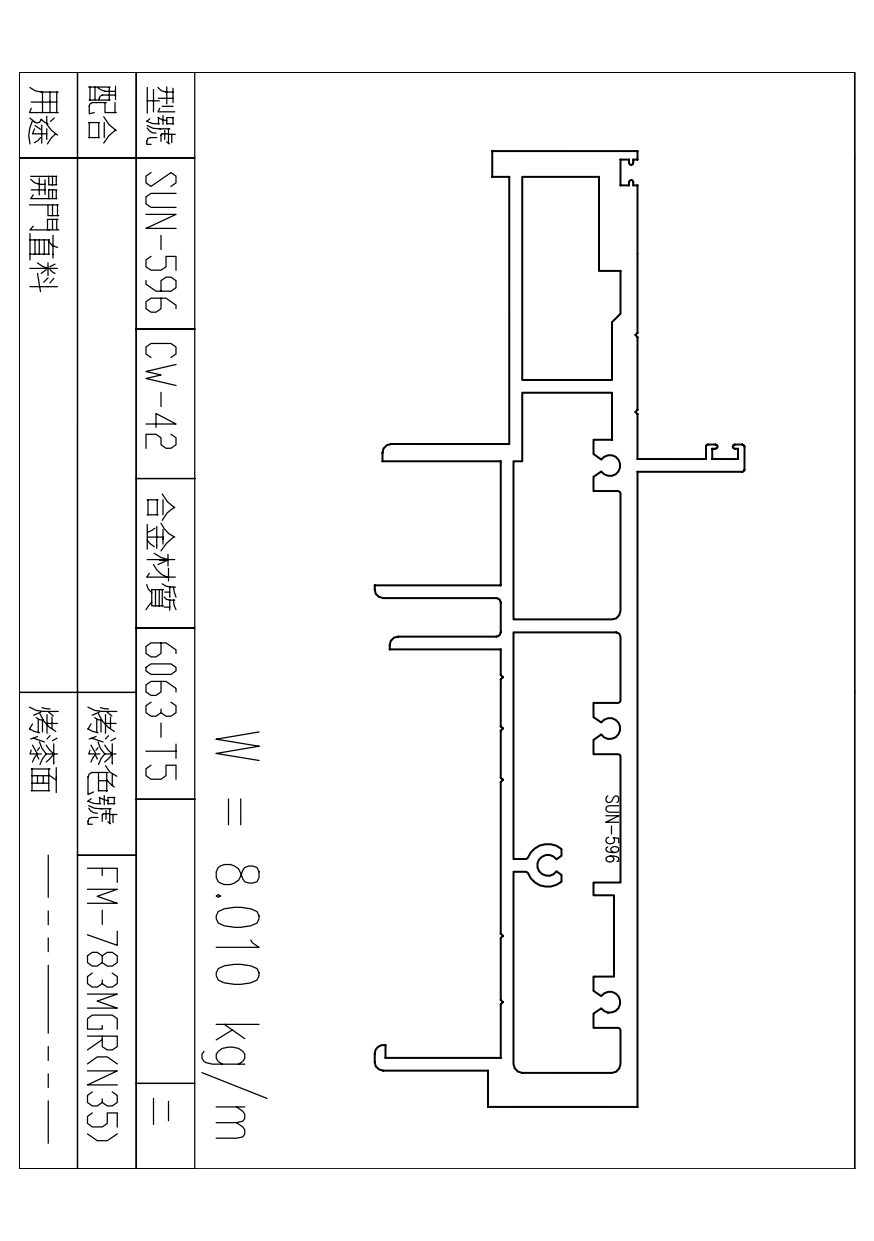 SUN-596
W = 8.010 kg/m
型號 SUN-596 CW-42 合金材質 6063-T5 二
配合 烤漆色號 FM-783MGR(N35)
用途 開門直料 烤漆面